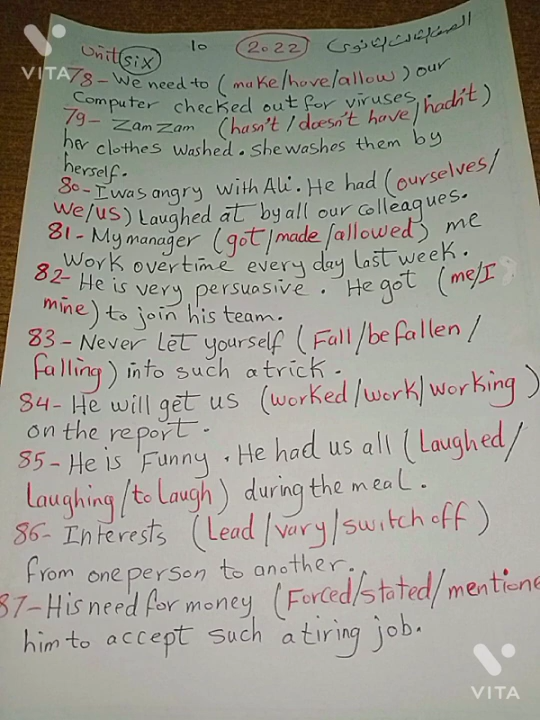 VITA
unit six 10 2022 الصف الثالث الثانوى
78- We need to (make/have/allow) our
Computer checked out for viruses.
79- Zam Zam (hasn't/doesn't have/hadn't)
her clothes washed. She washes them by
herself.
80- I was angry with Ali. He had (ourselves/
we/us) Laughed at by all our colleagues.
81- My manager (got/made/allowed) me
work overtime every day last week.
82- He is very persuasive. He got (me/I
mine) to join his team.
83- Never let yourself (Fall/be fallen/
falling) into such a trick.
84- He will get us (worked/work/working)
on the report.
85- He is Funny. He had us all (Laughed/
laughing/to laugh) during the meal.
86- Interests (Lead/vary/switch off)
from one person to another.
87- His need for money (Forced/stated/mentione
him to accept such a tiring job.
VITA